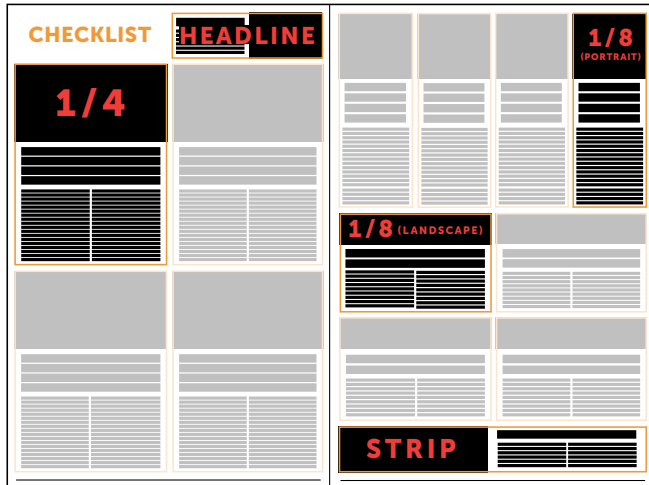 CHECKLIST
HEADLINE
1/4
1/8
(PORTRAIT)
1/8 (LANDSCAPE)
STRIP